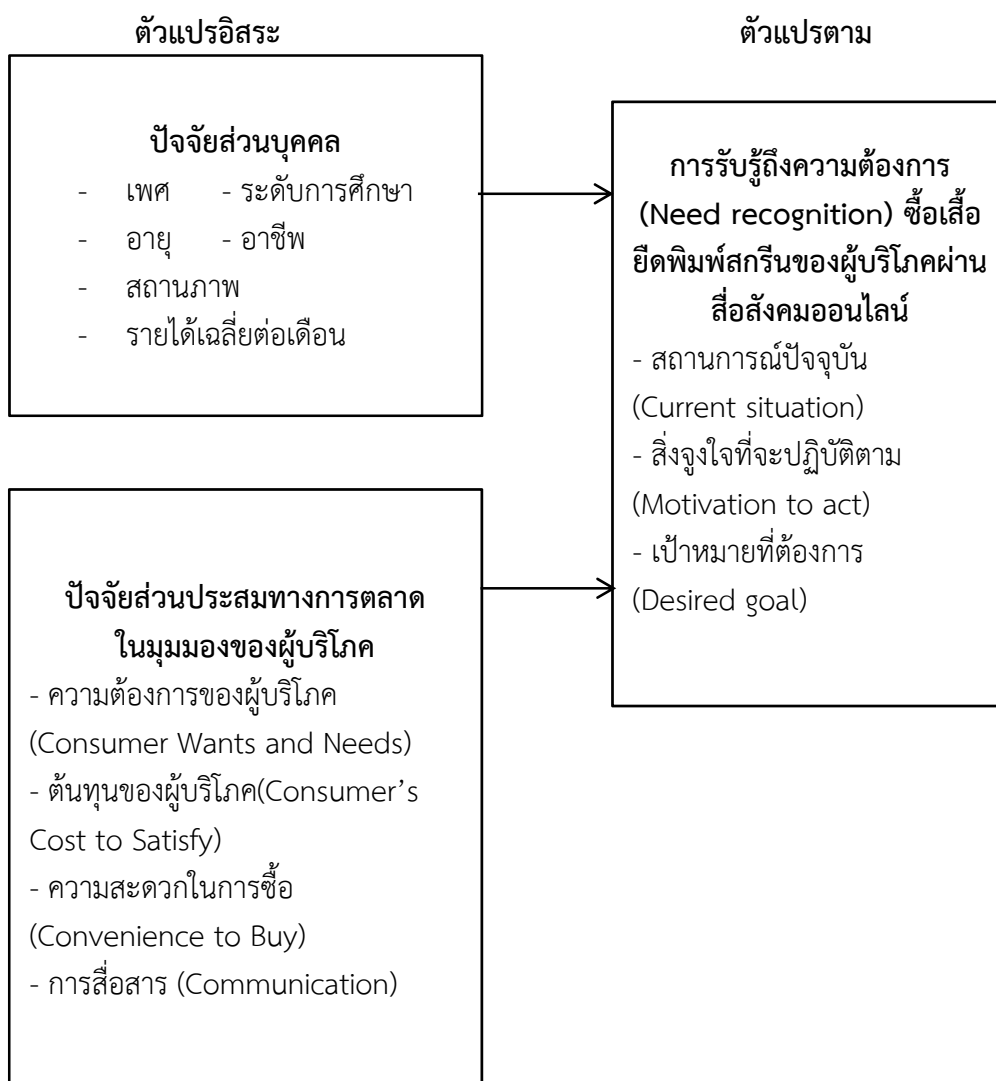 ตัวแปรอิสระ
ตัวแปรตาม
ปัจจัยส่วนบุคคล
- เพศ - ระดับการศึกษา
- อายุ - อาชีพ
- สถานภาพ
- รายได้เฉลี่ยต่อเดือน
การรับรู้ถึงความต้องการ
(Need recognition) ซื้อเสื้อ
ยืดพิมพ์สกรีนของผู้บริโภคผ่าน
สื่อสังคมออนไลน์
- สถานการณ์ปัจจุบัน
(Current situation)
- สิ่งจูงใจที่จะปฏิบัติตาม
(Motivation to act)
- เป้าหมายที่ต้องการ
(Desired goal)
ปัจจัยส่วนประสมทางการตลาด
ในมุมมองของผู้บริโภค
- ความต้องการของผู้บริโภค
(Consumer Wants and Needs)
- ต้นทุนของผู้บริโภค(Consumer’s
Cost to Satisfy)
- ความสะดวกในการซื้อ
(Convenience to Buy)
- การสื่อสาร (Communication)